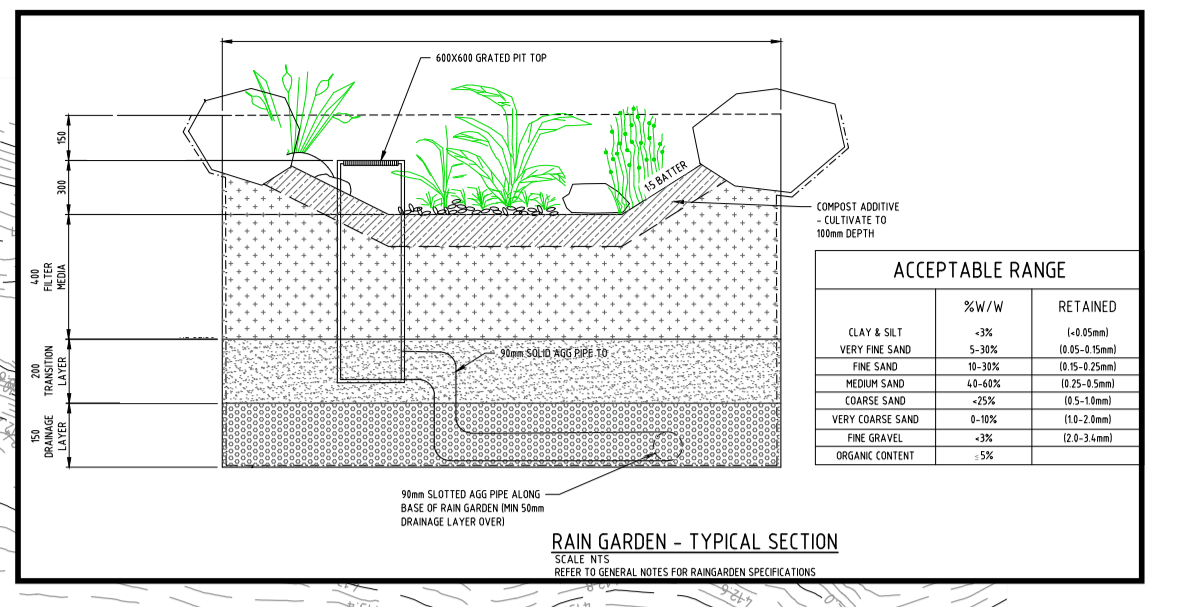 600X600 GRATED PIT TOP
150
300
1:5 BATTER
COMPOST ADDITIVE
- CULTIVATE TO
100mm DEPTH
400
FILTER
MEDIA
ACCEPTABLE RANGE
%W/W RETAINED
CLAY & SILT <3% (<0.05mm)
VERY FINE SAND 5-30% (0.05-0.15mm)
FINE SAND 10-30% (0.15-0.25mm)
MEDIUM SAND 40-60% (0.25-0.5mm)
COARSE SAND <25% (0.5-1.0mm)
VERY COARSE SAND 0-10% (1.0-2.0mm)
FINE GRAVEL <3% (2.0-3.4mm)
ORGANIC CONTENT ≤5%
90mm SOLID AGG PIPE TO
200
TRANSITION
LAYER
150
DRAINAGE
LAYER
90mm SLOTTED AGG PIPE ALONG
BASE OF RAIN GARDEN (MIN 50mm
DRAINAGE LAYER OVER)
RAIN GARDEN - TYPICAL SECTION
SCALE NTS
REFER TO GENERAL NOTES FOR RAINGARDEN SPECIFICATIONS
412.6